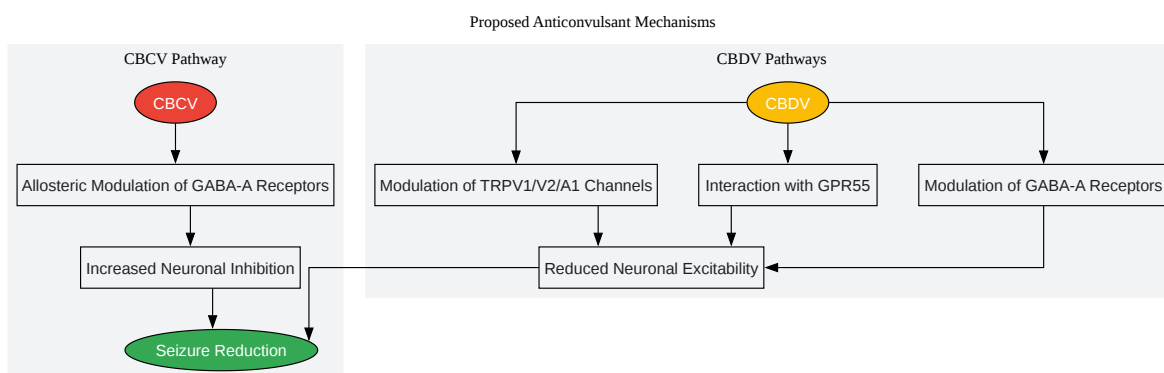 Proposed Anticonvulsant Mechanisms
CBCV Pathway
CBCV
Allosteric Modulation of GABA-A Receptors
Increased Neuronal Inhibition
Seizure Reduction
CBDV Pathways
CBDV
Modulation of TRPV1/V2/A1 Channels
Interaction with GPR55
Modulation of GABA-A Receptors
Reduced Neuronal Excitability